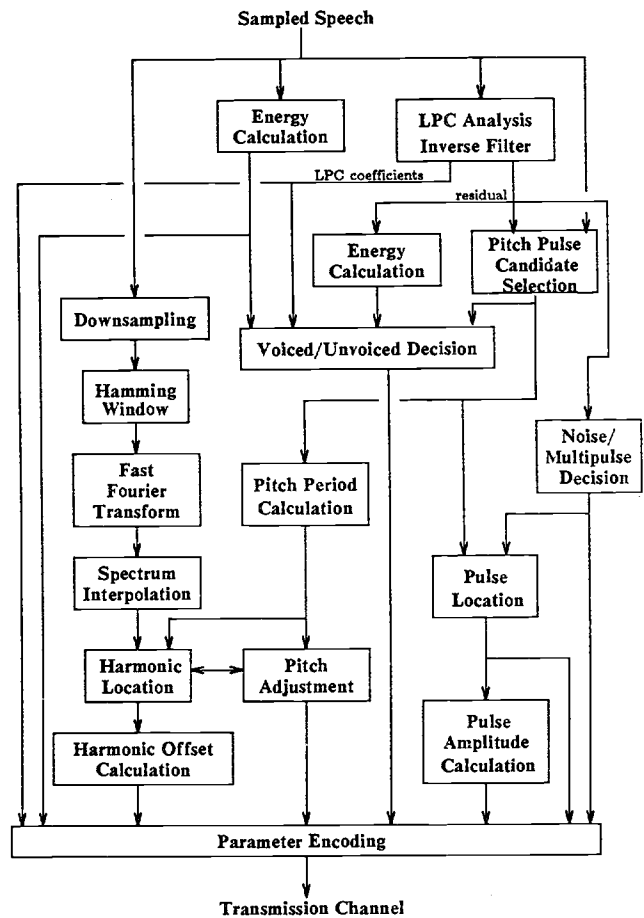 Sampled Speech
Energy
Calculation
LPC Analysis
Inverse Filter
LPC coefficients
residual
Energy
Calculation
Pitch Pulse
Candidate
Selection
Downsampling
Voiced/Unvoiced Decision
Hamming
Window
Noise/
Multipulse
Decision
Fast
Fourier
Transform
Pitch Period
Calculation
Spectrum
Interpolation
Pulse
Location
Harmonic
Location
Pitch
Adjustment
Harmonic Offset
Calculation
Pulse
Amplitude
Calculation
Parameter Encoding
Transmission Channel